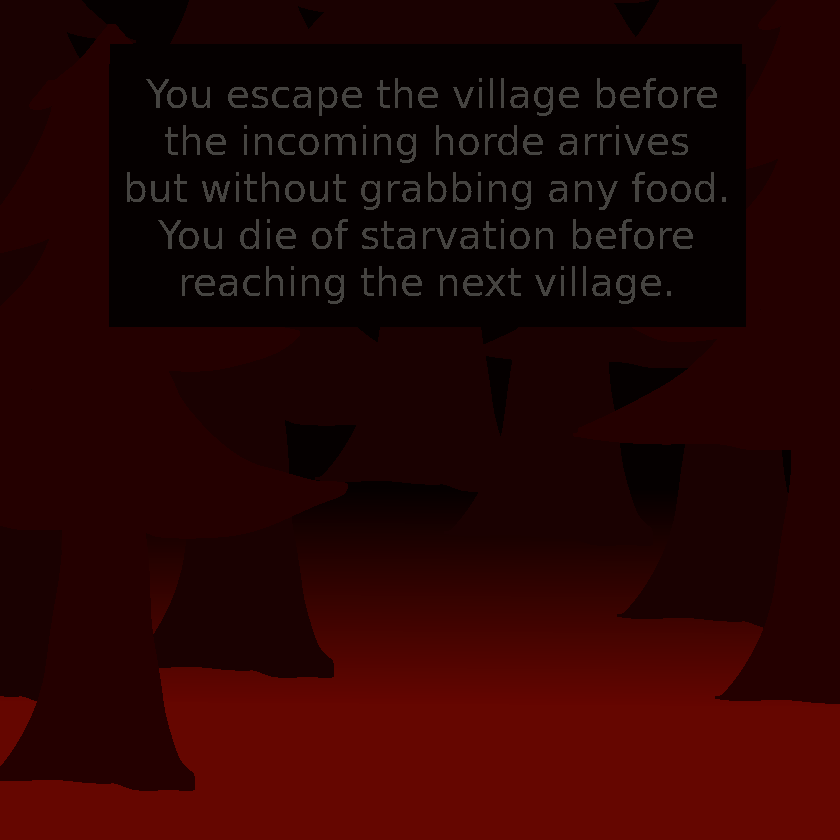 You escape the village before
the incoming horde arrives
but without grabbing any food.
You die of starvation before
reaching the next village.